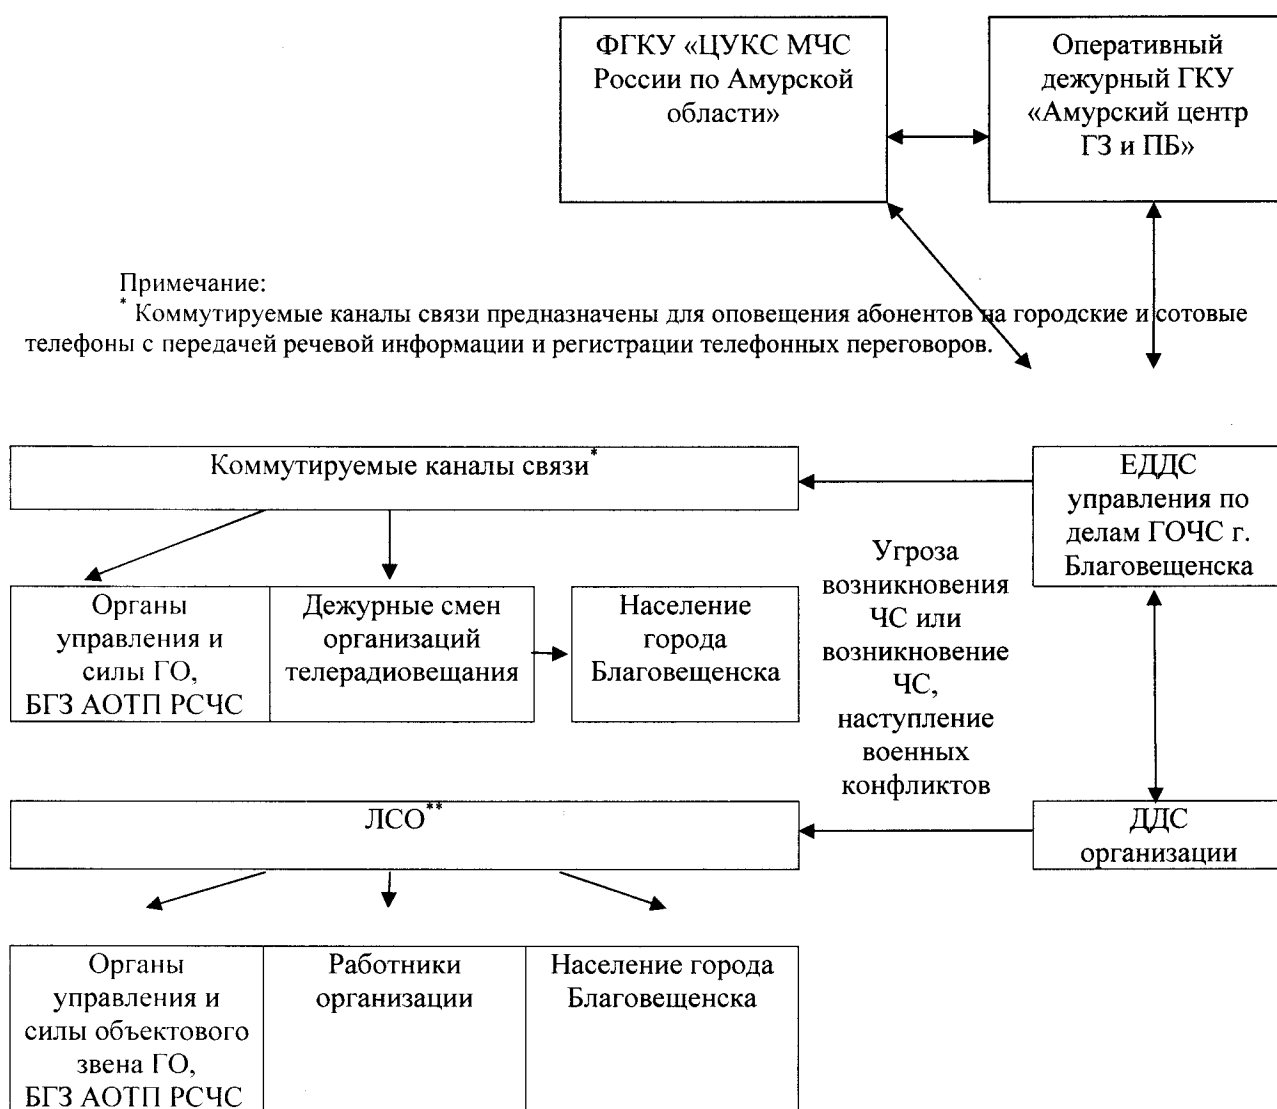 ФГКУ «ЦУКС МЧС
России по Амурской
области»
Оперативный
дежурный ГКУ
«Амурский центр
ГЗ и ПБ»
Примечание:
* Коммутируемые каналы связи предназначены для оповещения абонентов на городские и сотовые
телефоны с передачей речевой информации и регистрации телефонных переговоров.
Коммутируемые каналы связи*
ЕДДС
управления по
делам ГОЧС г.
Благовещенска
Угроза
возникновения
ЧС или
возникновение
ЧС,
наступление
военных
конфликтов
Органы
управления и
силы ГО,
БГЗ АОТП РСЧС
Дежурные смен
организаций
телерадиовещания
Население
города
Благовещенска
ЛСО**
ДДС
организации
Органы
управления и
силы объектового
звена ГО,
БГЗ АОТП РСЧС
Работники
организации
Население города
Благовещенска